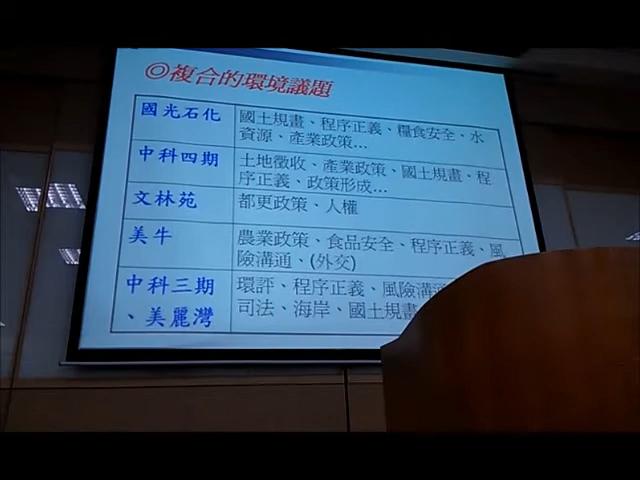 ◎複合的環境議題
國光石化
國土規畫、程序正義、糧食安全、水
資源、產業政策...
中科四期
土地徵收、產業政策、國土規畫、程
序正義、政策形成...
文林苑
都更政策、人權
美牛
農業政策、食品安全、程序正義、風
險溝通、(外交)
中科三期
、美麗灣
環評、程序正義、風險溝通
司法、海岸、國土規畫